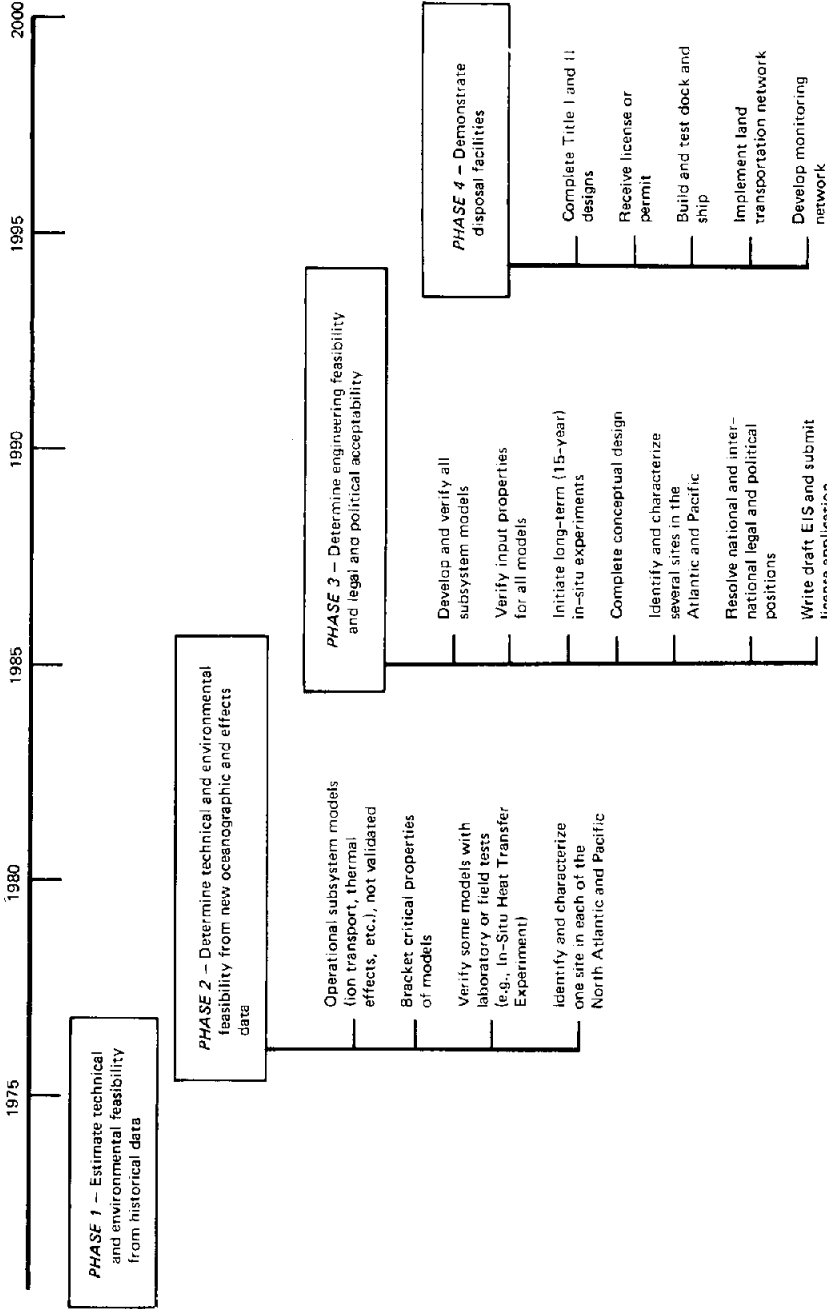 1975
1980
1985
1990
1995
2000
PHASE 1 – Estimate technical
and environmental feasibility
from historical data
PHASE 2 – Determine technical and environmental
feasibility from new oceanographic and effects
data
Operational subsystem models
(ion transport, thermal
effects, etc.), not validated
Bracket critical properties
of models
Verify some models with
laboratory or field tests
(e.g., In-Situ Heat Transfer
Experiment)
Identify and characterize
one site in each of the
North Atlantic and Pacific
PHASE 3 – Determine engineering feasibility
and legal and political acceptability
Develop and verify all
subsystem models
Verify input properties
for all models
Initiate long-term (15-year)
in-situ experiments
Complete conceptual design
Identify and characterize
several sites in the
Atlantic and Pacific
Resolve national and inter-
national legal and political
positions
Write draft EIS and submit
license application
PHASE 4 – Demonstrate
disposal facilities
Complete Title I and II
designs
Receive license or
permit
Build and test dock and
ship
Implement land
transportation network
Develop monitoring
network